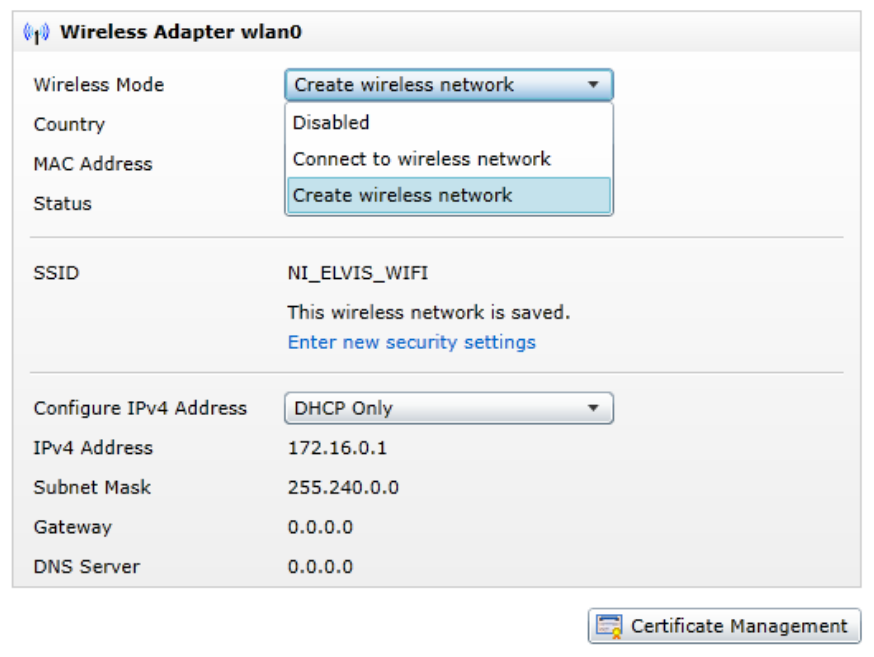 Wireless Adapter wlan0
Wireless Mode
Create wireless network
Country
Disabled
MAC Address
Connect to wireless network
Status
Create wireless network
SSID
NI_ELVIS_WIFI
This wireless network is saved.
Enter new security settings
Configure IPv4 Address
DHCP Only
IPv4 Address
172.16.0.1
Subnet Mask
255.240.0.0
Gateway
0.0.0.0
DNS Server
0.0.0.0
Certificate Management